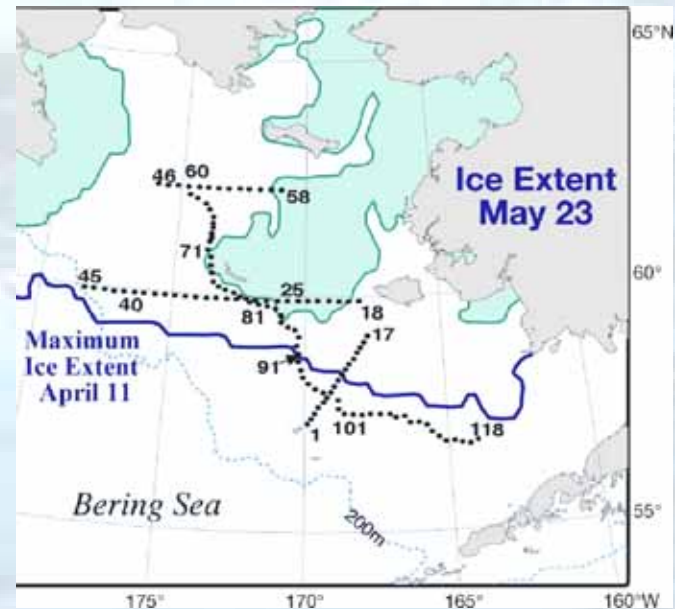 65°N
46 60
58
Ice Extent
May 23
71
45
40
25
18
60°
81
17
Maximum
Ice Extent
April 11
91
1
101
118
Bering Sea
200m
55°
175°
170°
165°
160°W